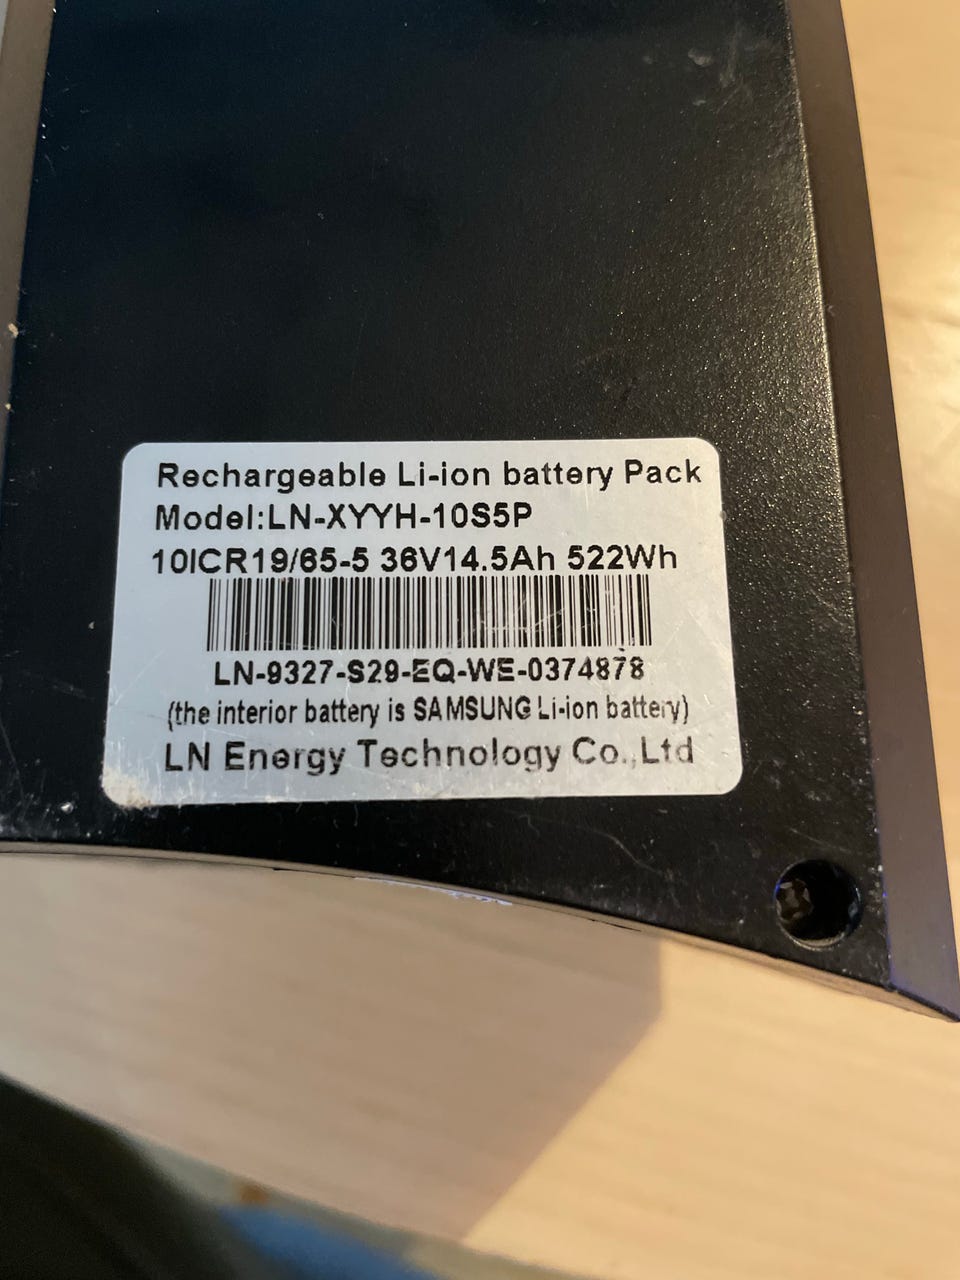 Rechargeable Li-ion battery Pack
Model:LN-XYYH-10S5P
10ICR19/65-5 36V14.5Ah 522Wh
LN-9327-S29-EQ-WE-0374878
(the interior battery is SAMSUNG Li-ion battery)
LN Energy Technology Co.,Ltd